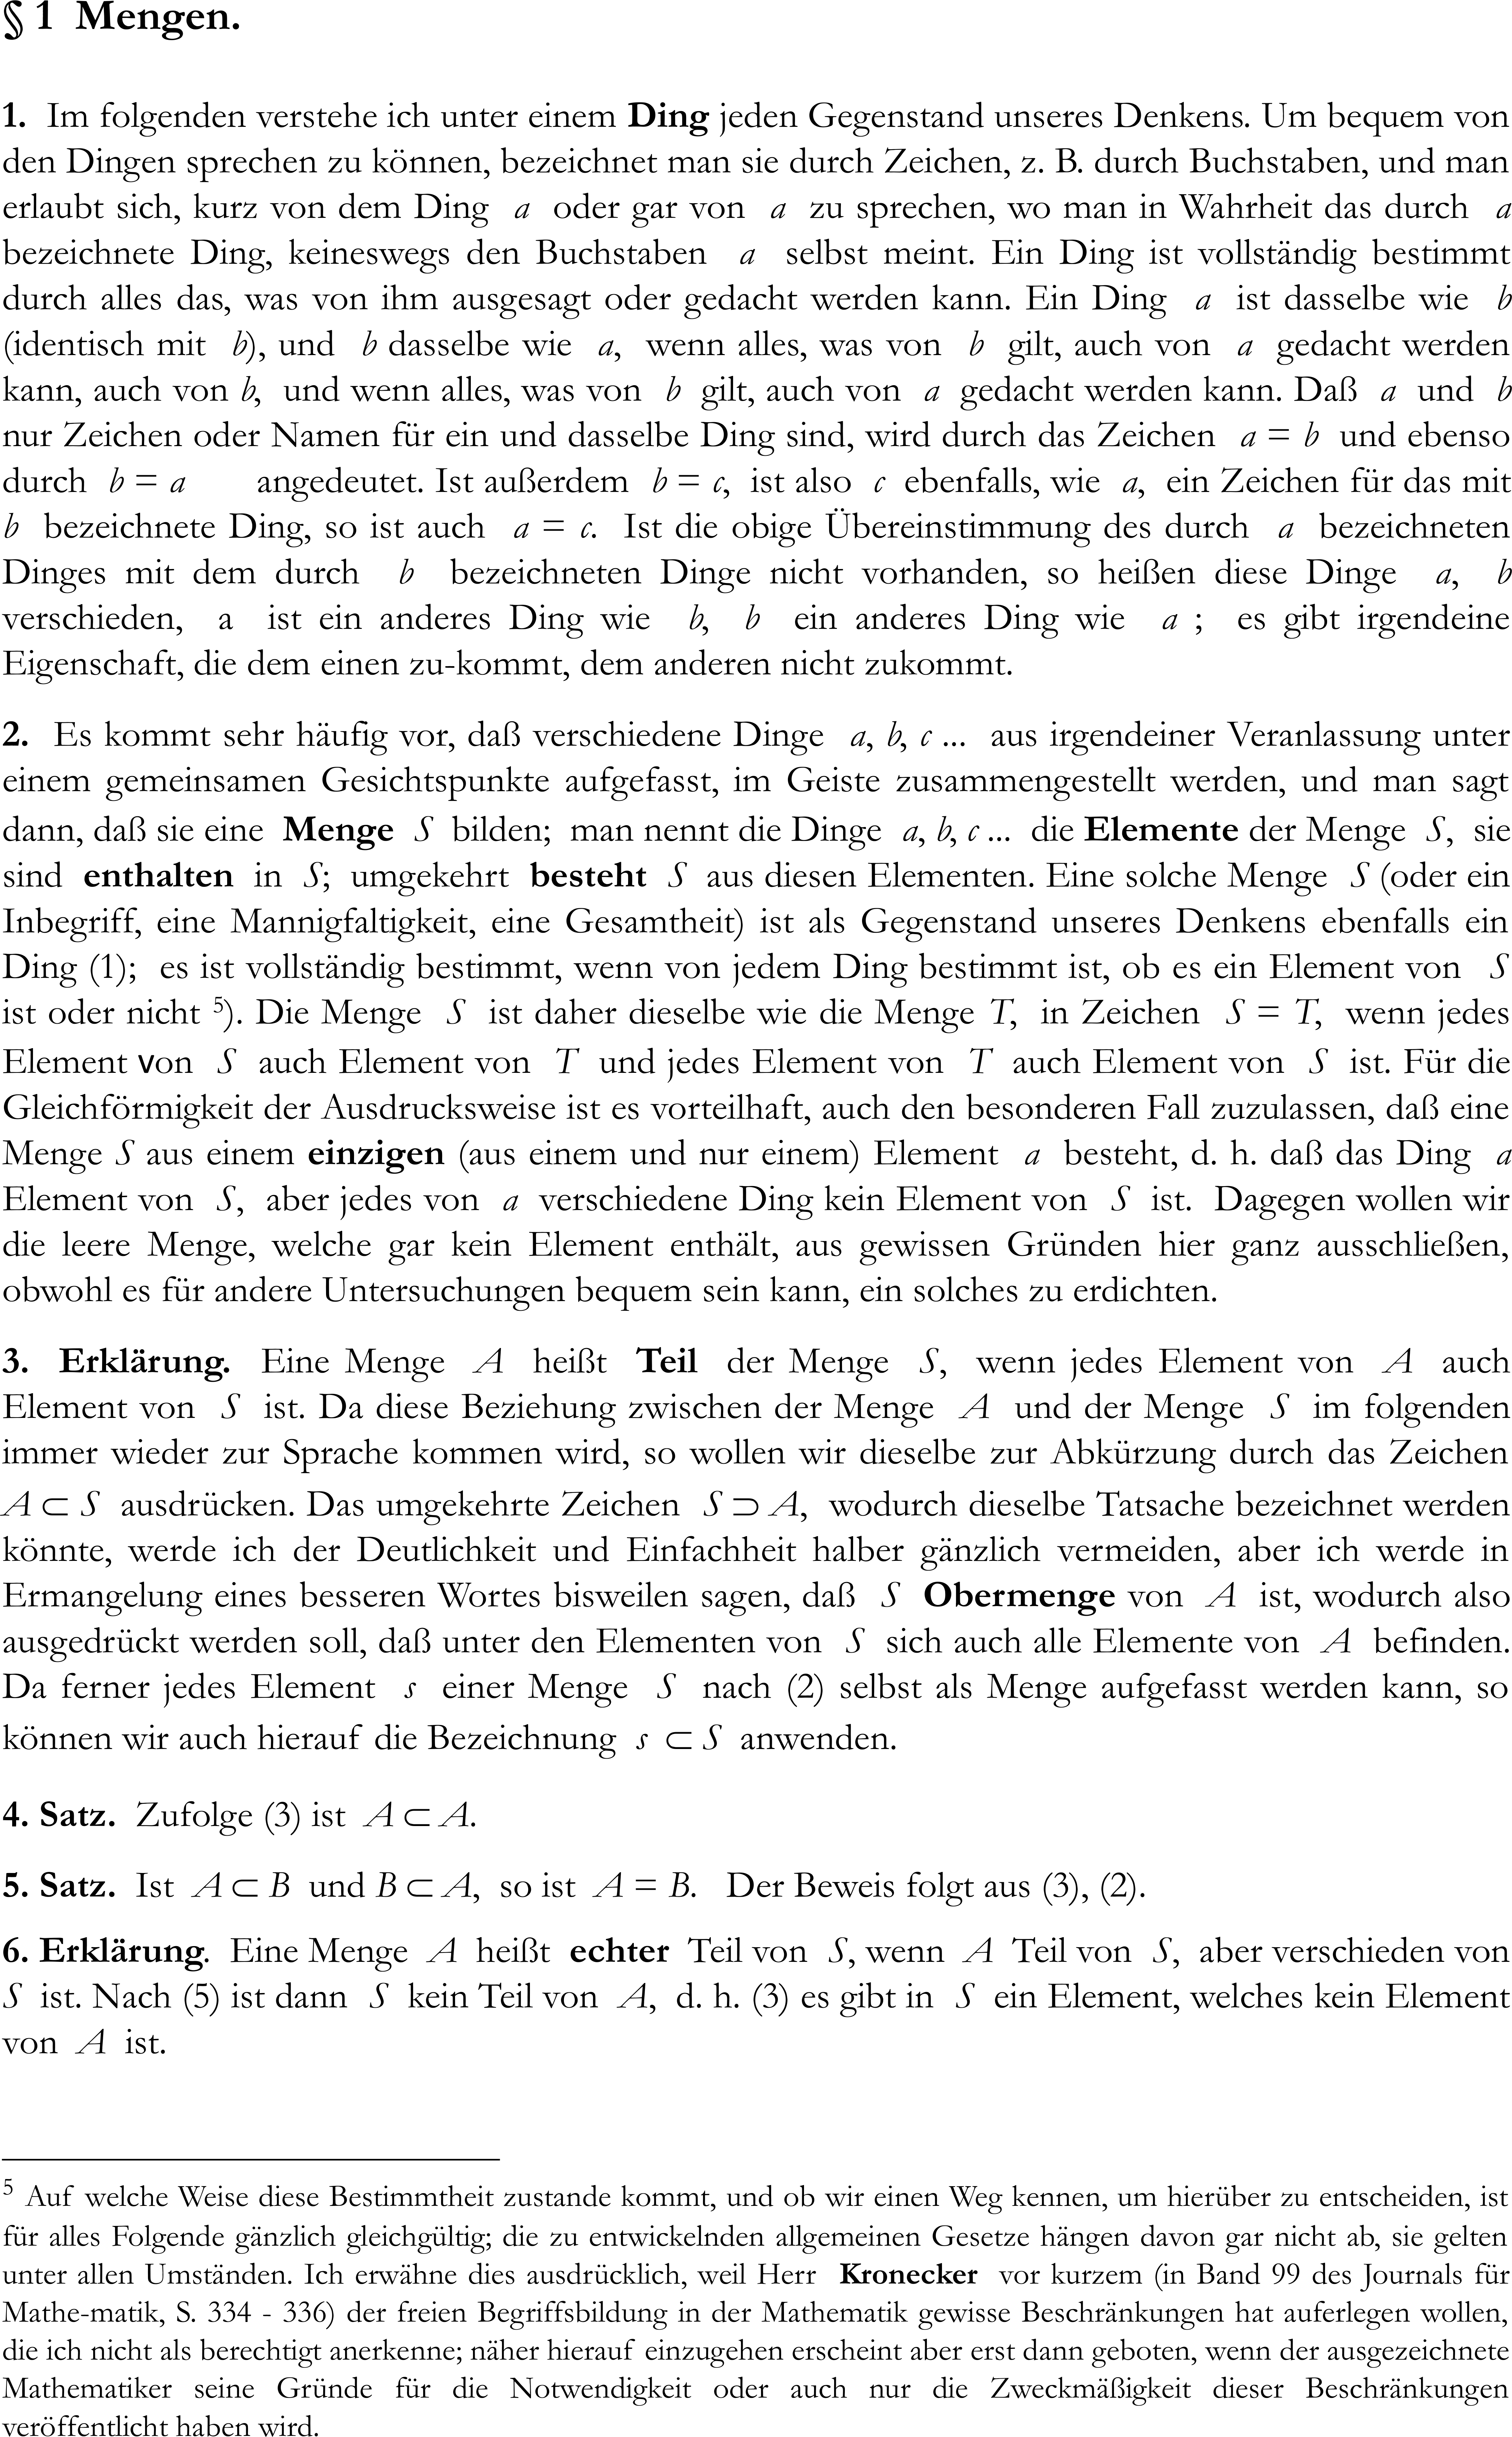 § 1 Mengen.
1. Im folgenden verstehe ich unter einem Ding jeden Gegenstand unseres Denkens. Um bequem von
den Dingen sprechen zu können, bezeichnet man sie durch Zeichen, z. B. durch Buchstaben, und man
erlaubt sich, kurz von dem Ding a oder gar von a zu sprechen, wo man in Wahrheit das durch a
bezeichnete Ding, keineswegs den Buchstaben a selbst meint. Ein Ding ist vollständig bestimmt
durch alles das, was von ihm ausgesagt oder gedacht werden kann. Ein Ding a ist dasselbe wie b
(identisch mit b), und b dasselbe wie a, wenn alles, was von b gilt, auch von a gedacht werden
kann, auch von b, und wenn alles, was von b gilt, auch von a gedacht werden kann. Daß a und b
nur Zeichen oder Namen für ein und dasselbe Ding sind, wird durch das Zeichen a = b und ebenso
durch b = a angedeutet. Ist außerdem b = c, ist also c ebenfalls, wie a, ein Zeichen für das mit
b bezeichnete Ding, so ist auch a = c. Ist die obige Übereinstimmung des durch a bezeichneten
Dinges mit dem durch b bezeichneten Dinge nicht vorhanden, so heißen diese Dinge a, b
verschieden, a ist ein anderes Ding wie b, b ein anderes Ding wie a ; es gibt irgendeine
Eigenschaft, die dem einen zu-kommt, dem anderen nicht zukommt.
2. Es kommt sehr häufig vor, daß verschiedene Dinge a, b, c ... aus irgendeiner Veranlassung unter
einem gemeinsamen Gesichtspunkte aufgefasst, im Geiste zusammengestellt werden, und man sagt
dann, daß sie eine Menge S bilden; man nennt die Dinge a, b, c ... die Elemente der Menge S, sie
sind enthalten in S; umgekehrt besteht S aus diesen Elementen. Eine solche Menge S (oder ein
Inbegriff, eine Mannigfaltigkeit, eine Gesamtheit) ist als Gegenstand unseres Denkens ebenfalls ein
Ding (1); es ist vollständig bestimmt, wenn von jedem Ding bestimmt ist, ob es ein Element von S
ist oder nicht ⁵). Die Menge S ist daher dieselbe wie die Menge T, in Zeichen S = T, wenn jedes
Element von S auch Element von T und jedes Element von T auch Element von S ist. Für die
Gleichförmigkeit der Ausdrucksweise ist es vorteilhaft, auch den besonderen Fall zuzulassen, daß eine
Menge S aus einem einzigen (aus einem und nur einem) Element a besteht, d. h. daß das Ding a
Element von S, aber jedes von a verschiedene Ding kein Element von S ist. Dagegen wollen wir
die leere Menge, welche gar kein Element enthält, aus gewissen Gründen hier ganz ausschließen,
obwohl es für andere Untersuchungen bequem sein kann, ein solches zu erdichten.
3. Erklärung. Eine Menge A heißt Teil der Menge S, wenn jedes Element von A auch
Element von S ist. Da diese Beziehung zwischen der Menge A und der Menge S im folgenden
immer wieder zur Sprache kommen wird, so wollen wir dieselbe zur Abkürzung durch das Zeichen
A ⊂ S ausdrücken. Das umgekehrte Zeichen S ⊃ A, wodurch dieselbe Tatsache bezeichnet werden
könnte, werde ich der Deutlichkeit und Einfachheit halber gänzlich vermeiden, aber ich werde in
Ermangelung eines besseren Wortes bisweilen sagen, daß S Obermenge von A ist, wodurch also
ausgedrückt werden soll, daß unter den Elementen von S sich auch alle Elemente von A befinden.
Da ferner jedes Element s einer Menge S nach (2) selbst als Menge aufgefasst werden kann, so
können wir auch hierauf die Bezeichnung s ⊂ S anwenden.
4. Satz. Zufolge (3) ist A ⊂ A.
5. Satz. Ist A ⊂ B und B ⊂ A, so ist A = B. Der Beweis folgt aus (3), (2).
6. Erklärung. Eine Menge A heißt echter Teil von S, wenn A Teil von S, aber verschieden von
S ist. Nach (5) ist dann S kein Teil von A, d. h. (3) es gibt in S ein Element, welches kein Element
von A ist.
⁵ Auf welche Weise diese Bestimmtheit zustande kommt, und ob wir einen Weg kennen, um hierüber zu entscheiden, ist
für alles Folgende gänzlich gleichgültig; die zu entwickelnden allgemeinen Gesetze hängen davon gar nicht ab, sie gelten
unter allen Umständen. Ich erwähne dies ausdrücklich, weil Herr Kronecker vor kurzem (in Band 99 des Journals für
Mathe-matik, S. 334 - 336) der freien Begriffsbildung in der Mathematik gewisse Beschränkungen hat auferlegen wollen,
die ich nicht als berechtigt anerkenne; näher hierauf einzugehen erscheint aber erst dann geboten, wenn der ausgezeichnete
Mathematiker seine Gründe für die Notwendigkeit oder auch nur die Zweckmäßigkeit dieser Beschränkungen
veröffentlicht haben wird.